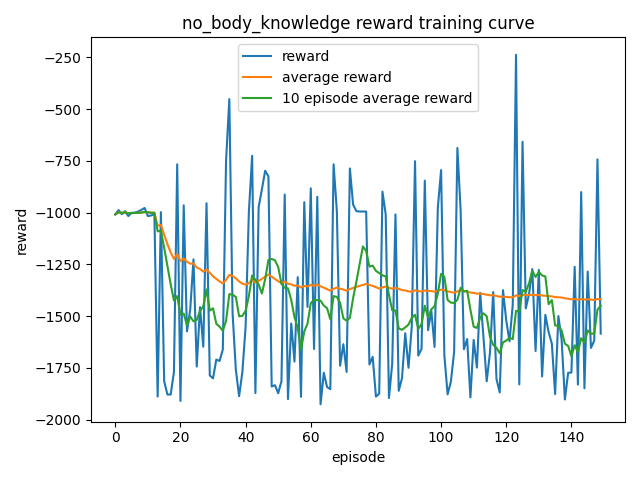 no_body_knowledge reward training curve
reward
average reward
10 episode average reward
reward
−250
−500
−750
−1000
−1250
−1500
−1750
−2000
0 20 40 60 80 100 120 140
episode